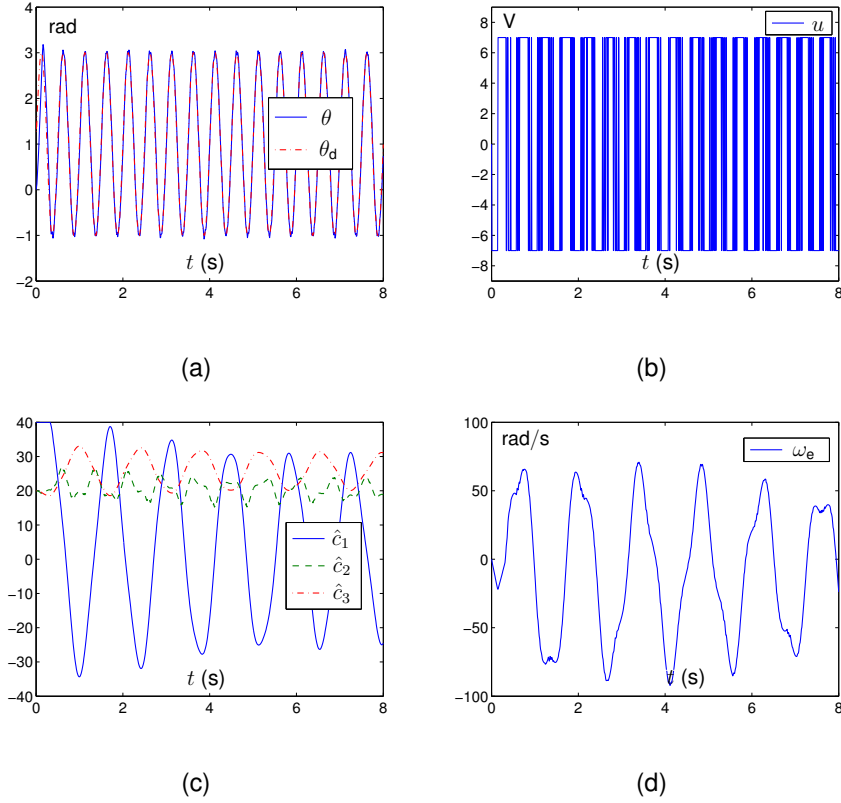 rad
4
3
2
1
0
−1
−2
0 2 4 6 8
θ
θd
t (s)
(a)
V
8
6
4
2
0
−2
−4
−6
−8
0 2 4 6 8
u
t (s)
(b)
40
30
20
10
0
−10
−20
−30
−40
0 2 4 6 8
ĉ1
ĉ2
ĉ3
t (s)
(c)
rad/s
100
50
0
−50
−100
0 2 4 6 8
ωe
t (s)
(d)